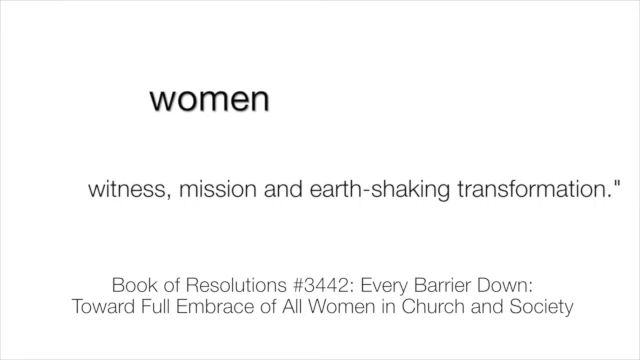 women
witness, mission and earth-shaking transformation."
Book of Resolutions #3442: Every Barrier Down:
Toward Full Embrace of All Women in Church and Society